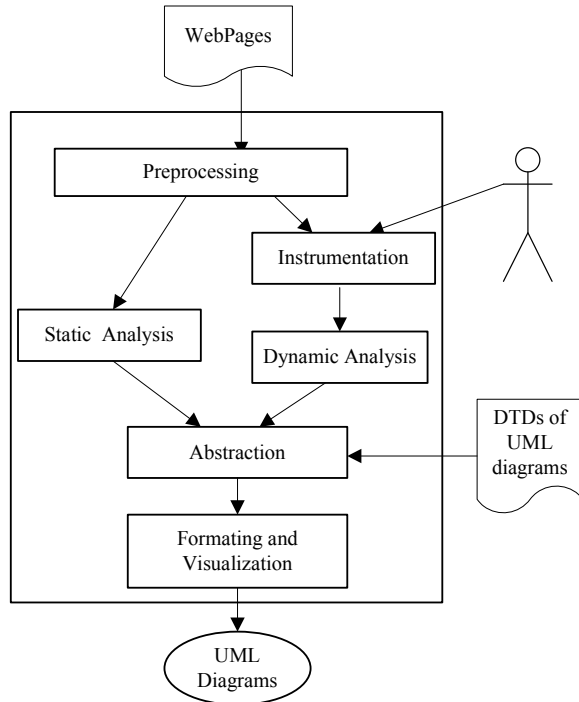 WebPages
Preprocessing
Instrumentation
Static Analysis
Dynamic Analysis
DTDs of
UML
diagrams
Abstraction
Formating and
Visualization
UML
Diagrams